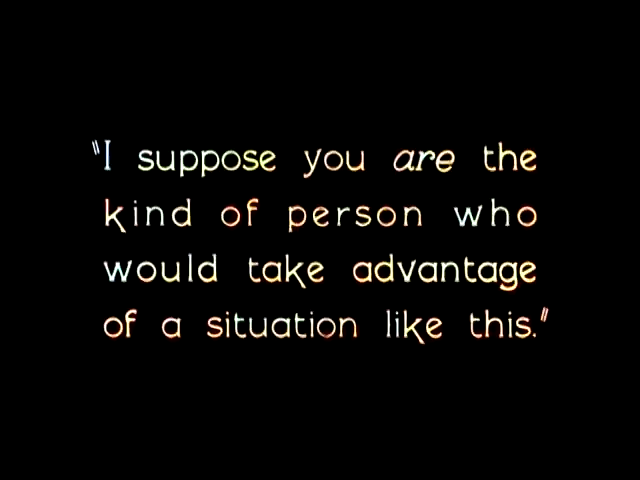 "I suppose you are the
kind of person who
would take advantage
of a situation like this."